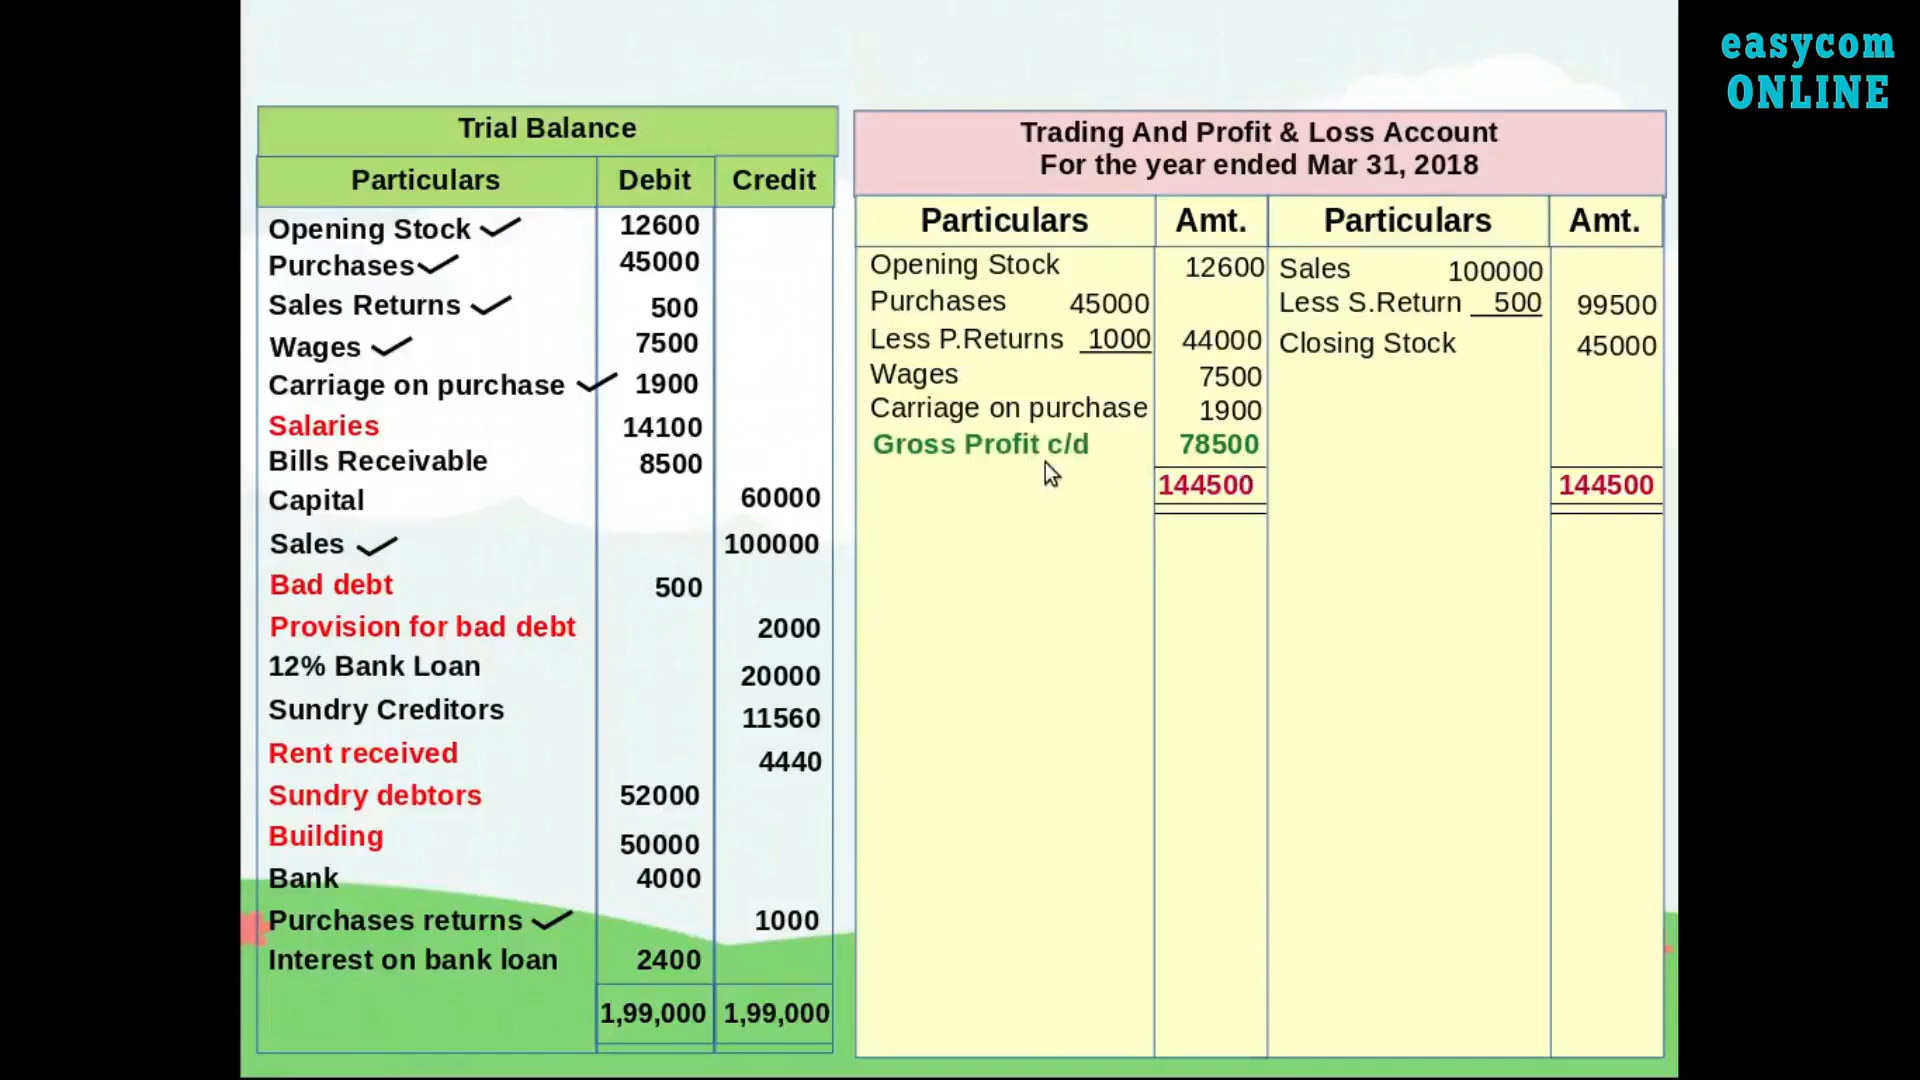 easycom
ONLINE
Trial Balance
Particulars Debit Credit
Opening Stock 12600
Purchases 45000
Sales Returns 500
Wages 7500
Carriage on purchase 1900
Salaries 14100
Bills Receivable 8500
Capital 60000
Sales 100000
Bad debt 500
Provision for bad debt 2000
12% Bank Loan 20000
Sundry Creditors 11560
Rent received 4440
Sundry debtors 52000
Building 50000
Bank 4000
Purchases returns 1000
Interest on bank loan 2400
1,99,000 1,99,000
Trading And Profit & Loss Account
For the year ended Mar 31, 2018
Particulars Amt. Particulars Amt.
Opening Stock 12600 Sales 100000
Purchases 45000 Less S.Return 500 99500
Less P.Returns 1000 44000 Closing Stock 45000
Wages 7500
Carriage on purchase 1900
Gross Profit c/d 78500
144500 144500